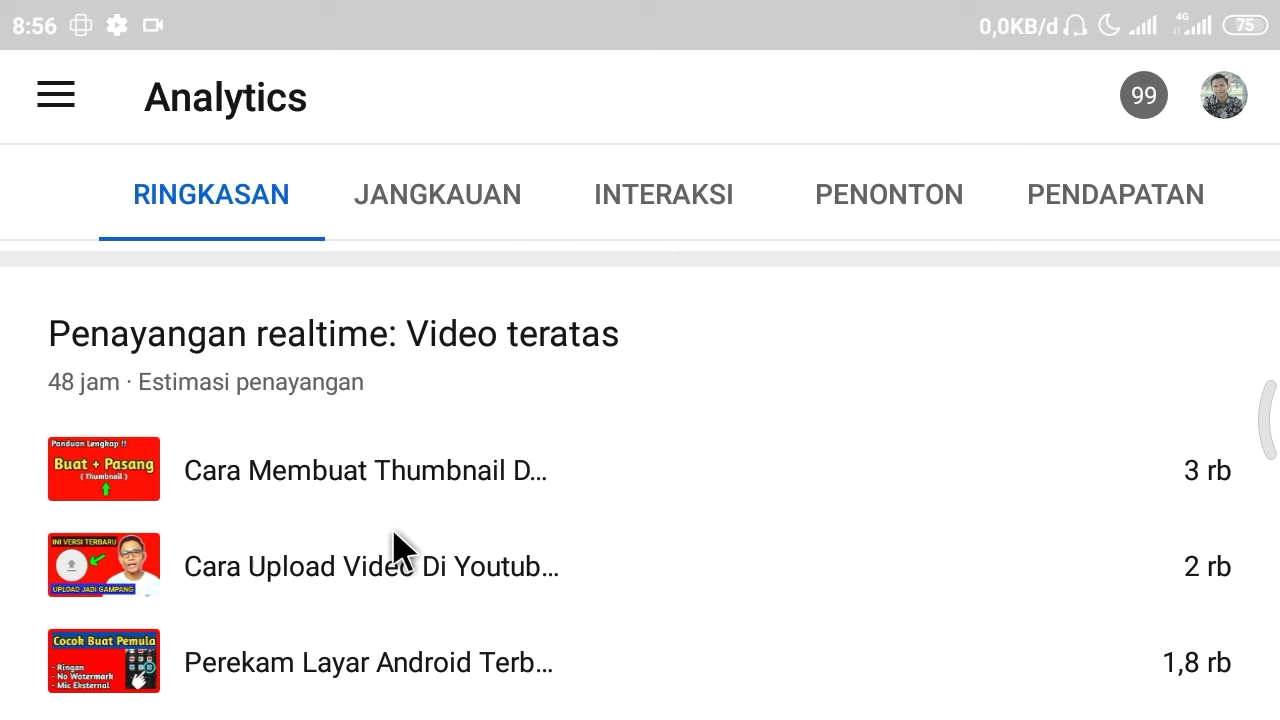 8:56
0,0KB/d
4G
75
Analytics
99
RINGKASAN
JANGKAUAN
INTERAKSI
PENONTON
PENDAPATAN
Penayangan realtime: Video teratas
48 jam · Estimasi penayangan
Panduan Lengkap !!
Buat + Pasang
( Thumbnail )
Cara Membuat Thumbnail D...
3 rb
INI VERSI TERBARU
UPLOAD JADI GAMPANG
Cara Upload Video Di Youtub...
2 rb
Cocok Buat Pemula
- Ringan
- No Watermark
- Mic Eksternal
Perekam Layar Android Terb...
1,8 rb